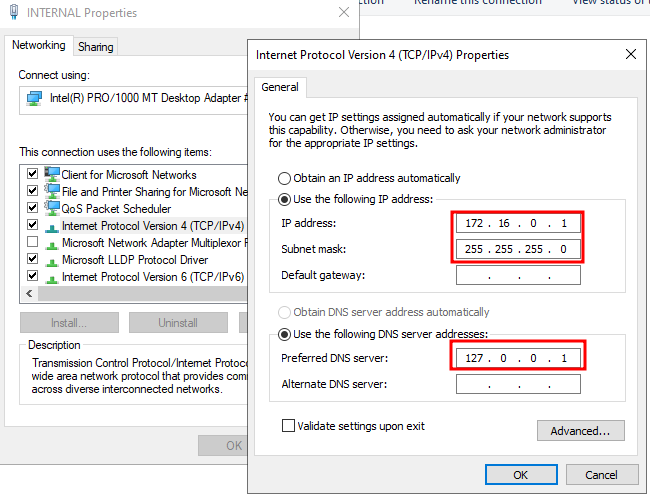 INTERNAL Properties
Rename this connection
View status of
Networking
Sharing
Connect using:
Intel(R) PRO/1000 MT Desktop Adapter #
This connection uses the following items:
Client for Microsoft Networks
File and Printer Sharing for Microsoft Ne
QoS Packet Scheduler
Internet Protocol Version 4 (TCP/IPv4)
Microsoft Network Adapter Multiplexor P
Microsoft LLDP Protocol Driver
Internet Protocol Version 6 (TCP/IPv6)
Install...
Uninstall
Description
Transmission Control Protocol/Internet Protoco
wide area network protocol that provides comm
across diverse interconnected networks.
OK
Internet Protocol Version 4 (TCP/IPv4) Properties
General
You can get IP settings assigned automatically if your network supports
this capability. Otherwise, you need to ask your network administrator
for the appropriate IP settings.
Obtain an IP address automatically
Use the following IP address:
IP address:
172 . 16 . 0 . 1
Subnet mask:
255 . 255 . 255 . 0
Default gateway:
. . .
Obtain DNS server address automatically
Use the following DNS server addresses:
Preferred DNS server:
127 . 0 . 0 . 1
Alternate DNS server:
. . .
Validate settings upon exit
Advanced...
OK
Cancel